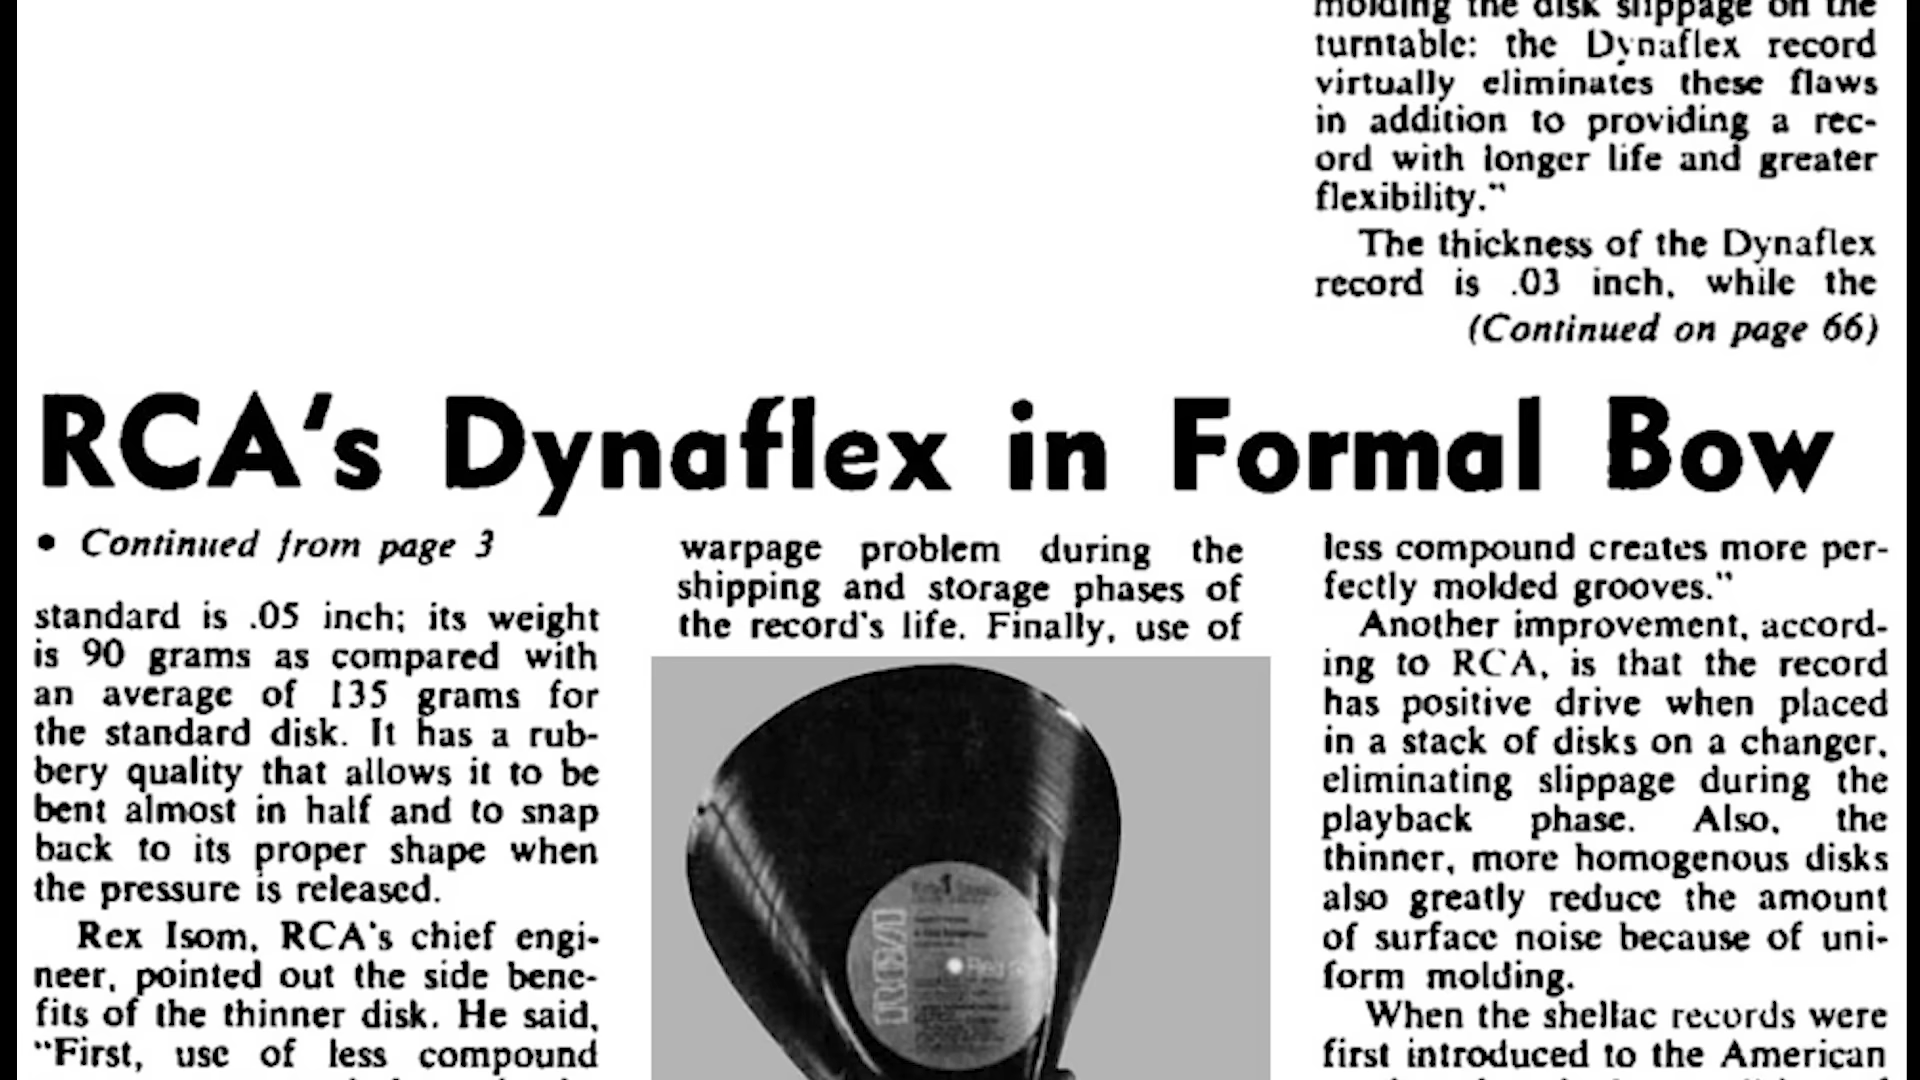 molding the disk slippage on the
turntable: the Dynaflex record
virtually eliminates these flaws
in addition to providing a rec-
ord with longer life and greater
flexibility."
The thickness of the Dynaflex
record is .03 inch, while the
(Continued on page 66)
RCA's Dynaflex in Formal Bow
• Continued from page 3
standard is .05 inch; its weight
is 90 grams as compared with
an average of 135 grams for
the standard disk. It has a rub-
bery quality that allows it to be
bent almost in half and to snap
back to its proper shape when
the pressure is released.
Rex Isom, RCA's chief engi-
neer, pointed out the side bene-
fits of the thinner disk. He said,
"First, use of less compound
warpage problem during the
shipping and storage phases of
the record's life. Finally, use of
RCA
Red
less compound creates more per-
fectly molded grooves."
Another improvement, accord-
ing to RCA, is that the record
has positive drive when placed
in a stack of disks on a changer,
eliminating slippage during the
playback phase. Also, the
thinner, more homogenous disks
also greatly reduce the amount
of surface noise because of uni-
form molding.
When the shellac records were
first introduced to the American